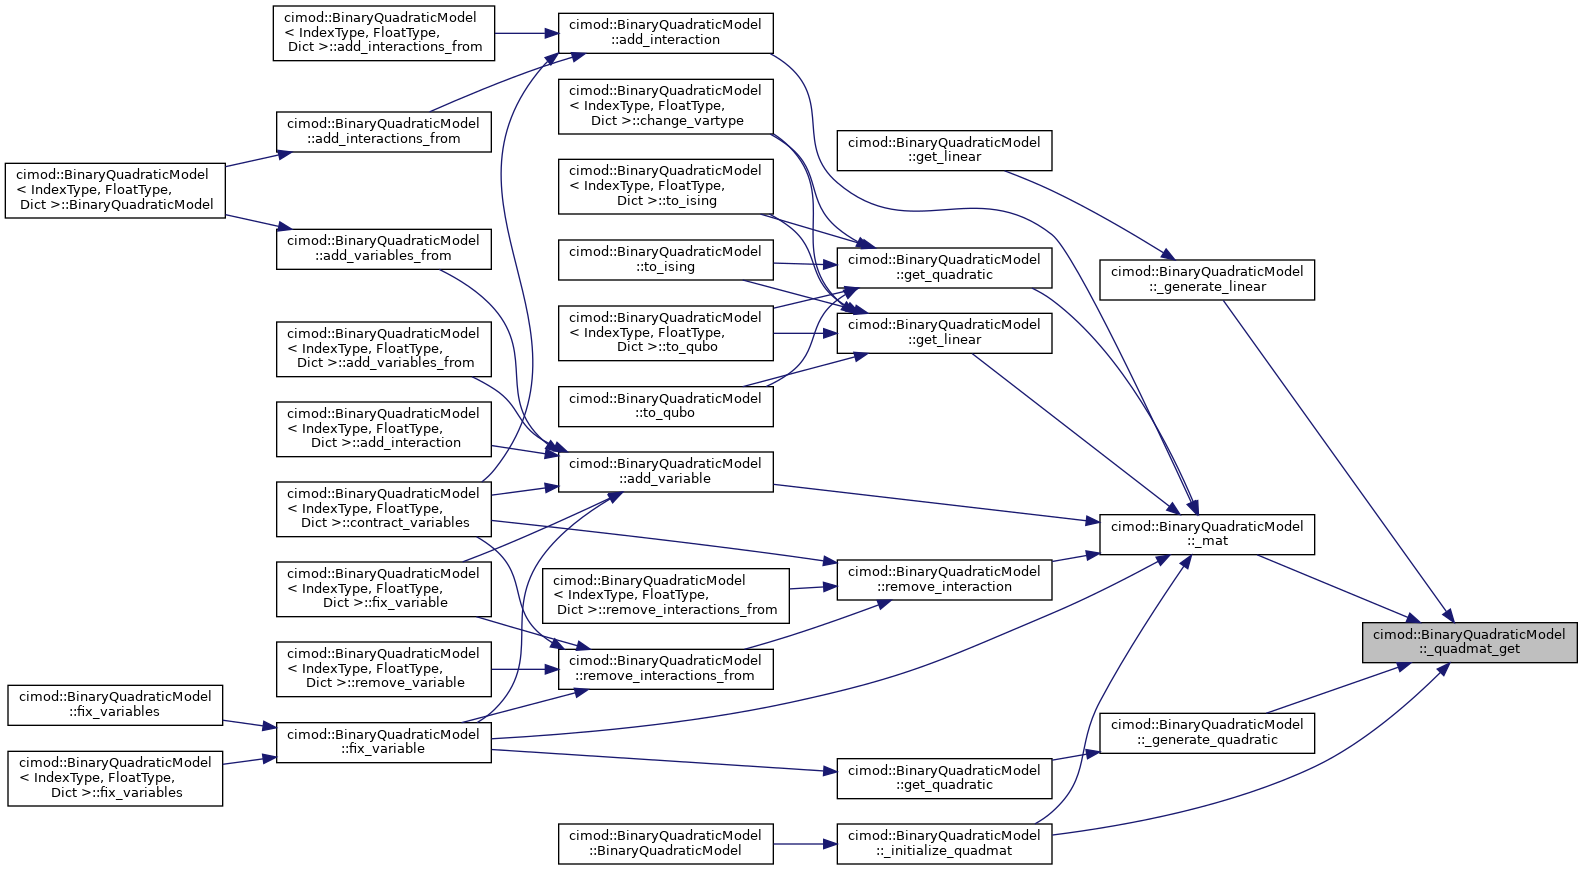 cimod::BinaryQuadraticModel
< IndexType, FloatType,
Dict >::BinaryQuadraticModel
cimod::BinaryQuadraticModel
::fix_variables
cimod::BinaryQuadraticModel
< IndexType, FloatType,
Dict >::fix_variables
cimod::BinaryQuadraticModel
< IndexType, FloatType,
Dict >::add_interactions_from
cimod::BinaryQuadraticModel
::add_interactions_from
cimod::BinaryQuadraticModel
::add_variables_from
cimod::BinaryQuadraticModel
< IndexType, FloatType,
Dict >::add_variables_from
cimod::BinaryQuadraticModel
< IndexType, FloatType,
Dict >::add_interaction
cimod::BinaryQuadraticModel
< IndexType, FloatType,
Dict >::contract_variables
cimod::BinaryQuadraticModel
< IndexType, FloatType,
Dict >::fix_variable
cimod::BinaryQuadraticModel
< IndexType, FloatType,
Dict >::remove_variable
cimod::BinaryQuadraticModel
::fix_variable
cimod::BinaryQuadraticModel
::add_interaction
cimod::BinaryQuadraticModel
< IndexType, FloatType,
Dict >::change_vartype
cimod::BinaryQuadraticModel
< IndexType, FloatType,
Dict >::to_ising
cimod::BinaryQuadraticModel
::to_ising
cimod::BinaryQuadraticModel
< IndexType, FloatType,
Dict >::to_qubo
cimod::BinaryQuadraticModel
::to_qubo
cimod::BinaryQuadraticModel
::add_variable
cimod::BinaryQuadraticModel
< IndexType, FloatType,
Dict >::remove_interactions_from
cimod::BinaryQuadraticModel
::remove_interactions_from
cimod::BinaryQuadraticModel
::BinaryQuadraticModel
cimod::BinaryQuadraticModel
::get_linear
cimod::BinaryQuadraticModel
::get_quadratic
cimod::BinaryQuadraticModel
::get_linear
cimod::BinaryQuadraticModel
::remove_interaction
cimod::BinaryQuadraticModel
::get_quadratic
cimod::BinaryQuadraticModel
::_initialize_quadmat
cimod::BinaryQuadraticModel
::_generate_linear
cimod::BinaryQuadraticModel
::_mat
cimod::BinaryQuadraticModel
::_generate_quadratic
cimod::BinaryQuadraticModel
::_quadmat_get